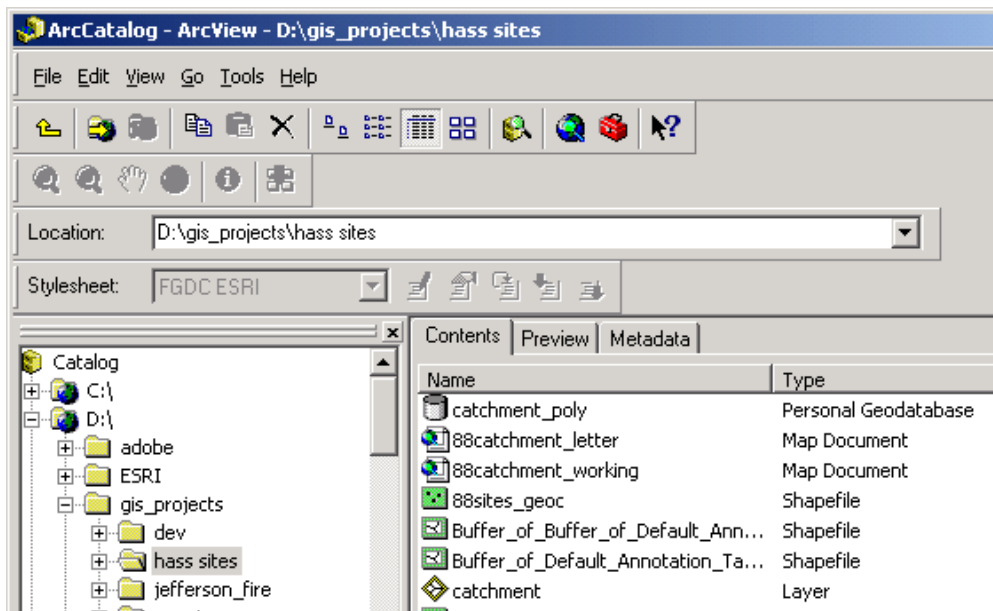 ArcCatalog - ArcView - D:\gis_projects\hass sites
File Edit View Go Tools Help
Location: D:\gis_projects\hass sites
Stylesheet: FGDC ESRI
Contents Preview Metadata
Catalog
C:\
D:\
adobe
ESRI
gis_projects
dev
hass sites
jefferson_fire
Name Type
catchment_poly Personal Geodatabase
88catchment_letter Map Document
88catchment_working Map Document
88sites_geoc Shapefile
Buffer_of_Buffer_of_Default_Ann... Shapefile
Buffer_of_Default_Annotation_Ta... Shapefile
catchment Layer